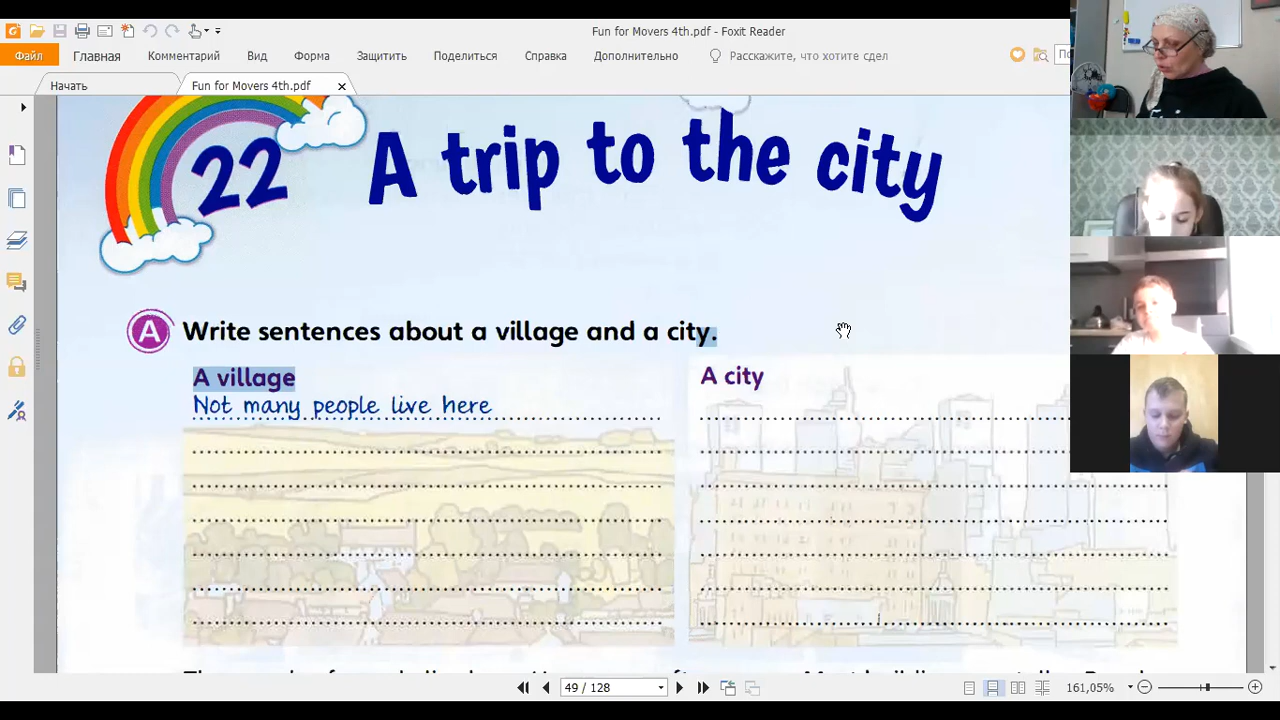 Fun for Movers 4th.pdf - Foxit Reader
Файл Главная Комментарий Вид Форма Защитить Поделиться Справка Дополнительно Расскажите, что хотите сдел
Начать Fun for Movers 4th.pdf
22 A trip to the city
A Write sentences about a village and a city.
A village
Not many people live here
A city
49 / 128 161,05%